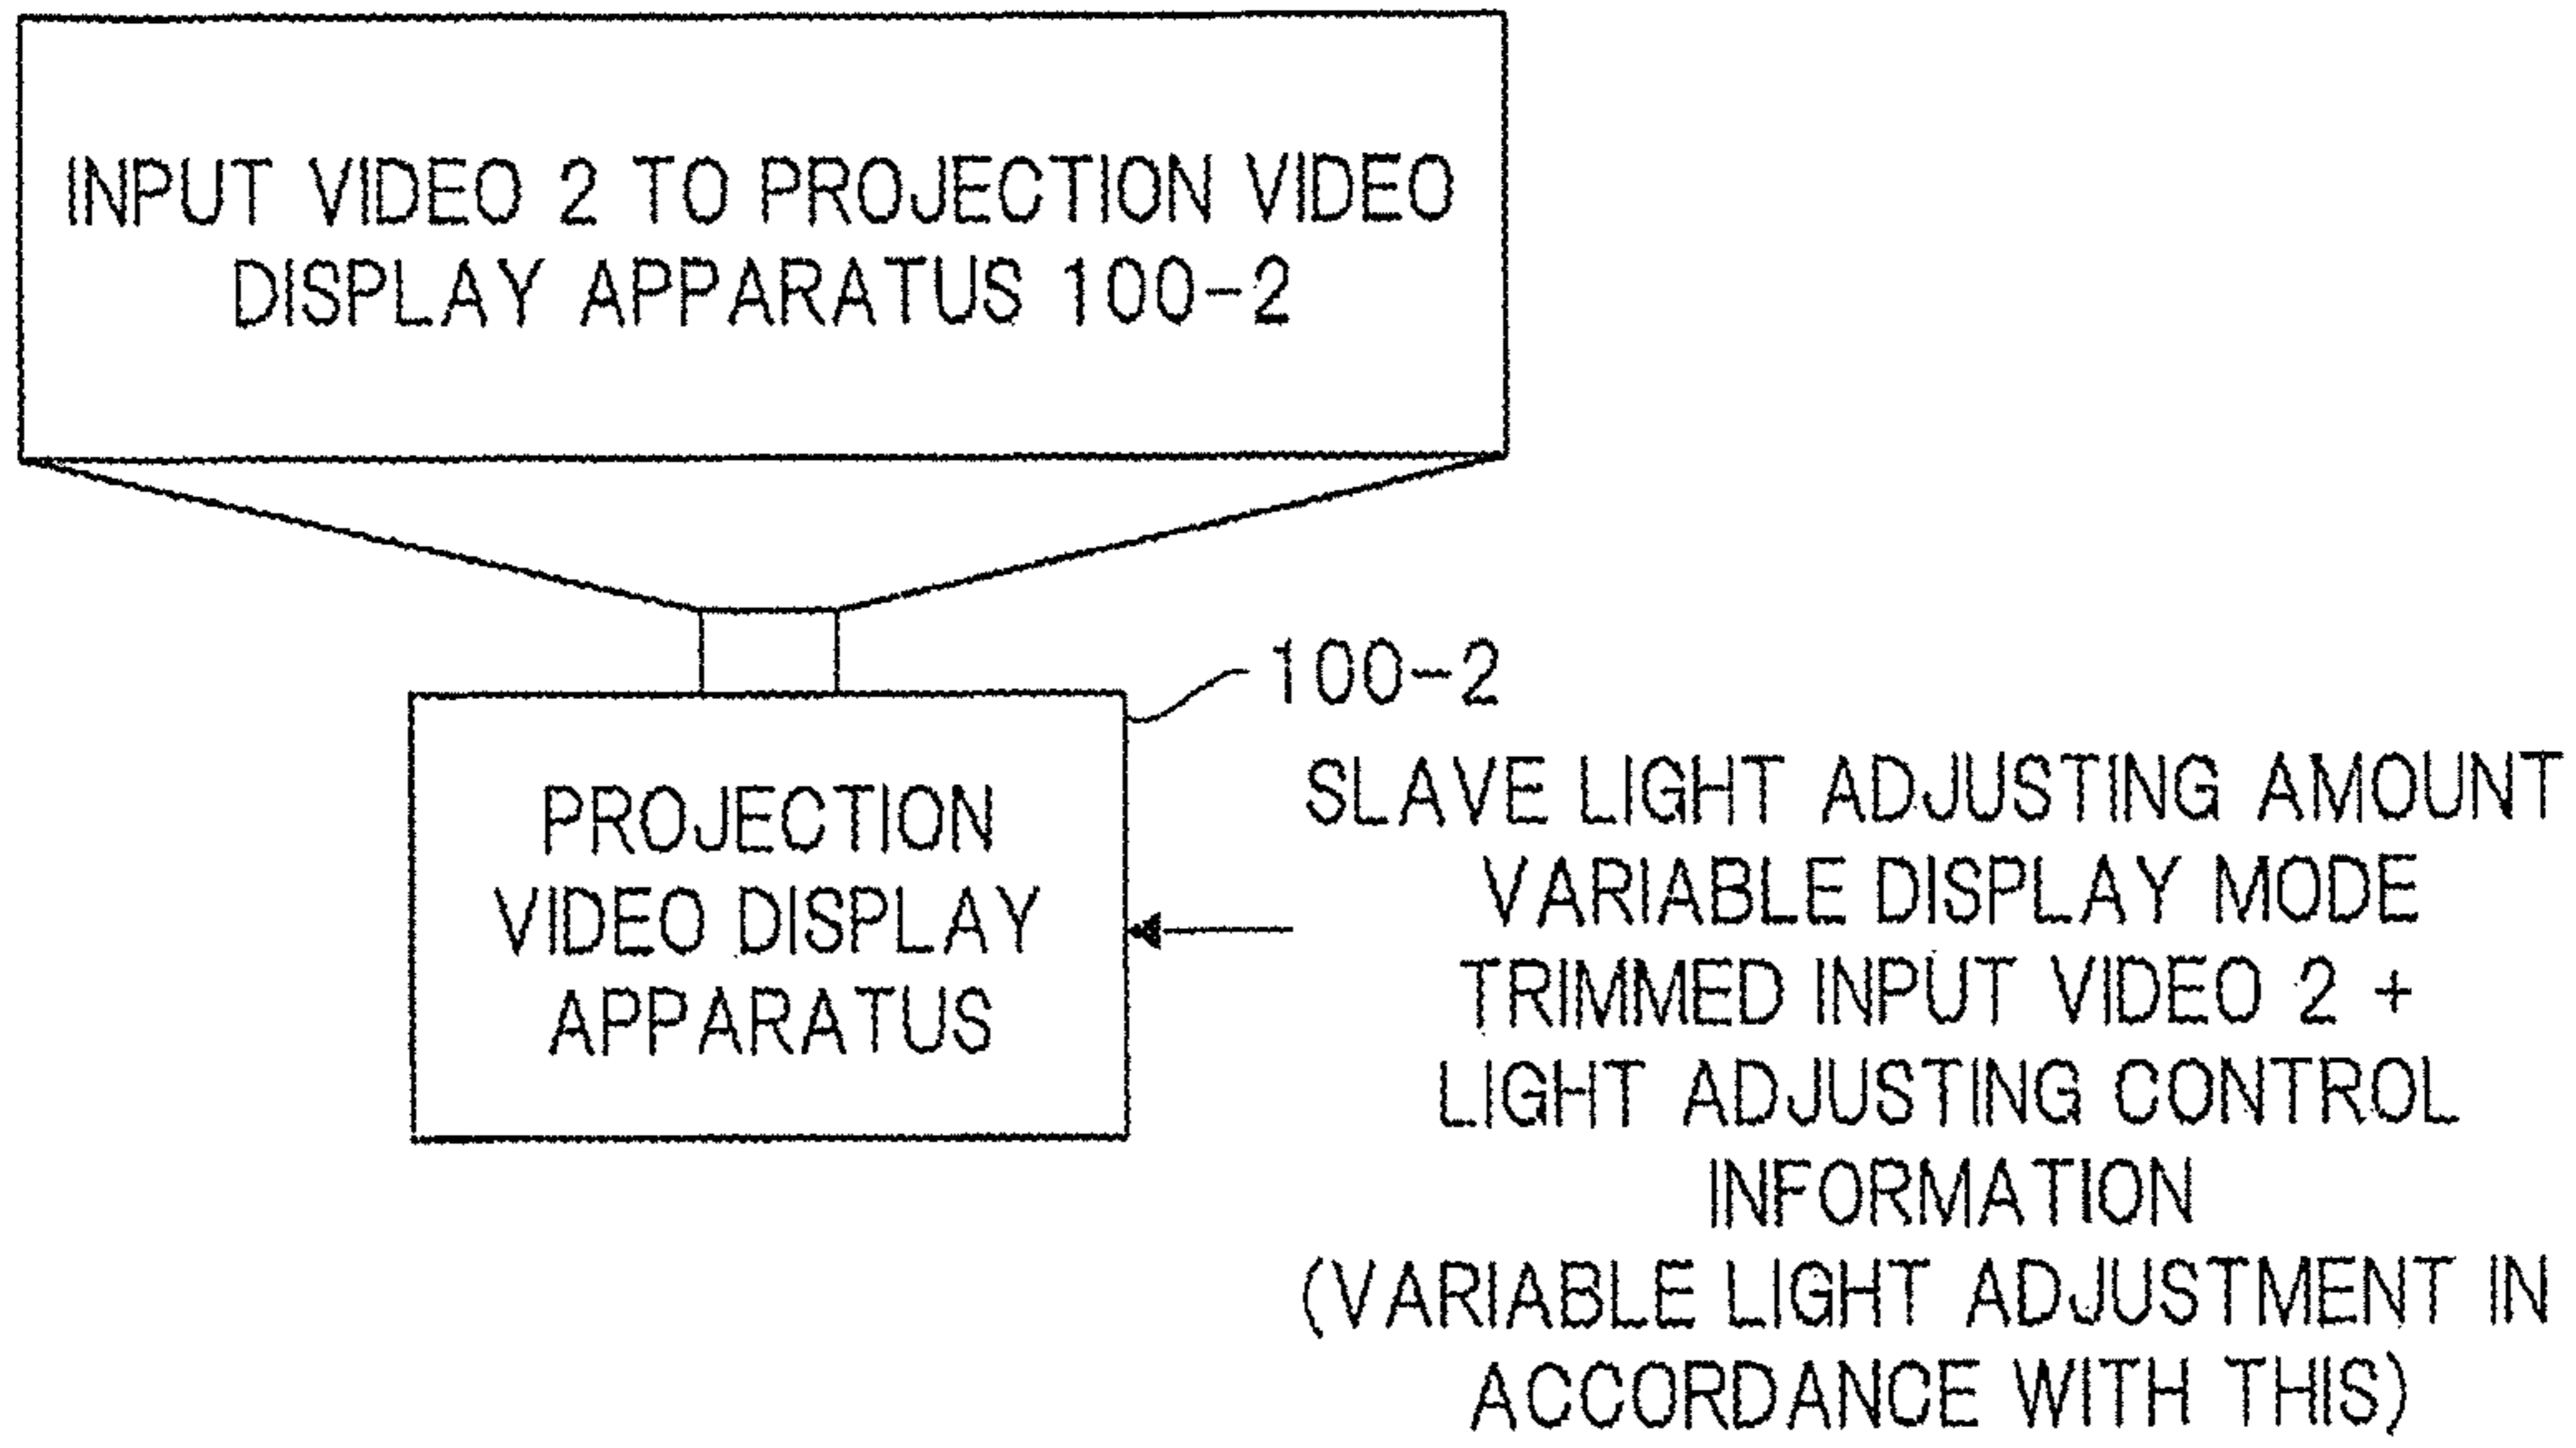 INPUT VIDEO 2 TO PROJECTION VIDEO
DISPLAY APPARATUS 100-2
100-2
PROJECTION
VIDEO DISPLAY
APPARATUS
SLAVE LIGHT ADJUSTING AMOUNT
VARIABLE DISPLAY MODE
TRIMMED INPUT VIDEO 2 +
LIGHT ADJUSTING CONTROL
INFORMATION
(VARIABLE LIGHT ADJUSTMENT IN
ACCORDANCE WITH THIS)